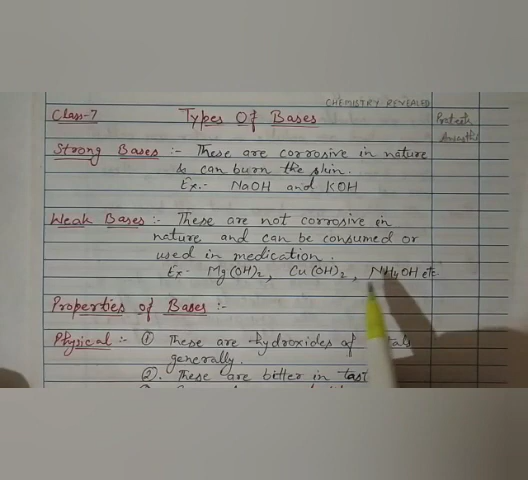 CHEMISTRY REVEALED
Class-7 Types Of Bases
Prateek
Strong Bases :- These are corrosive in nature
& can burn the skin.
Ex.- NaOH and KOH
Weak Bases :- These are not corrosive in
nature and can be consumed or
used in medication.
Ex- Mg(OH)2, Cu(OH)2, NH4OH etc
Properties of Bases :-
Physical :- ① These are hydroxides of
generally.
②. These are bitter in tast